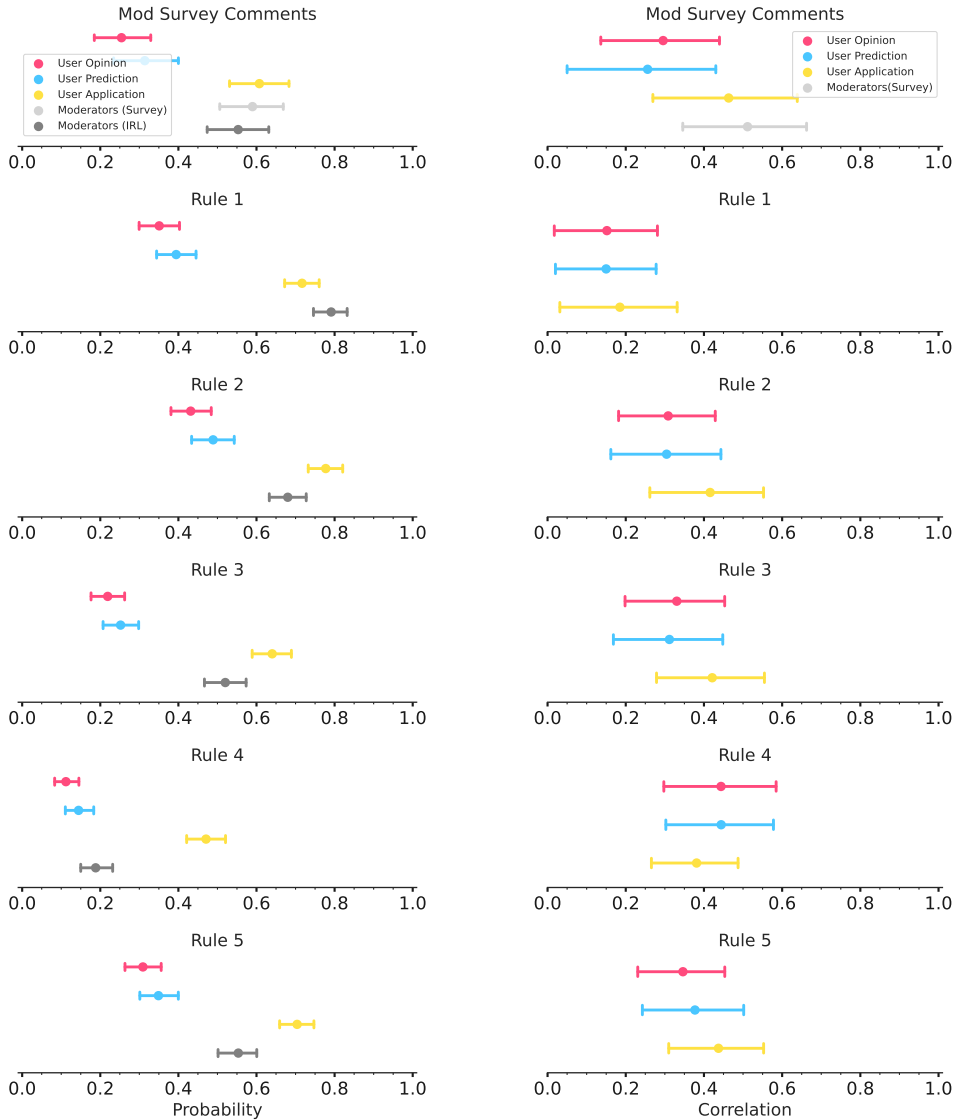 Mod Survey Comments
User Opinion
User Prediction
User Application
Moderators (Survey)
Moderators (IRL)
0.0 0.2 0.4 0.6 0.8 1.0
Mod Survey Comments
User Opinion
User Prediction
User Application
Moderators(Survey)
0.0 0.2 0.4 0.6 0.8 1.0
Rule 1
0.0 0.2 0.4 0.6 0.8 1.0
Rule 1
0.0 0.2 0.4 0.6 0.8 1.0
Rule 2
0.0 0.2 0.4 0.6 0.8 1.0
Rule 2
0.0 0.2 0.4 0.6 0.8 1.0
Rule 3
0.0 0.2 0.4 0.6 0.8 1.0
Rule 3
0.0 0.2 0.4 0.6 0.8 1.0
Rule 4
0.0 0.2 0.4 0.6 0.8 1.0
Rule 4
0.0 0.2 0.4 0.6 0.8 1.0
Rule 5
0.0 0.2 0.4 0.6 0.8 1.0
Probability
Rule 5
0.0 0.2 0.4 0.6 0.8 1.0
Correlation